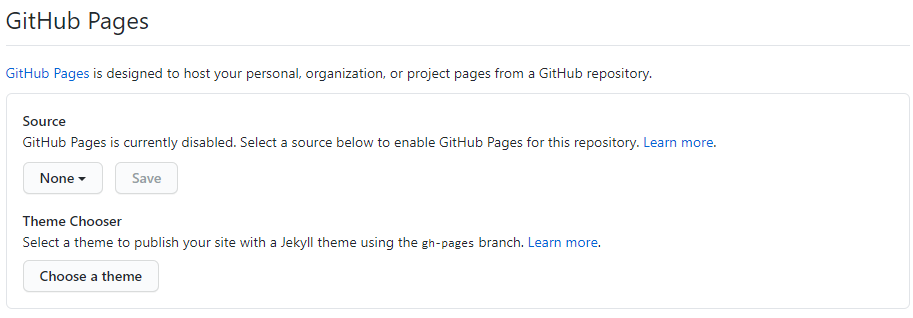 GitHub Pages
GitHub Pages is designed to host your personal, organization, or project pages from a GitHub repository.
Source
GitHub Pages is currently disabled. Select a source below to enable GitHub Pages for this repository. Learn more.
None Save
Theme Chooser
Select a theme to publish your site with a Jekyll theme using the gh-pages branch. Learn more.
Choose a theme